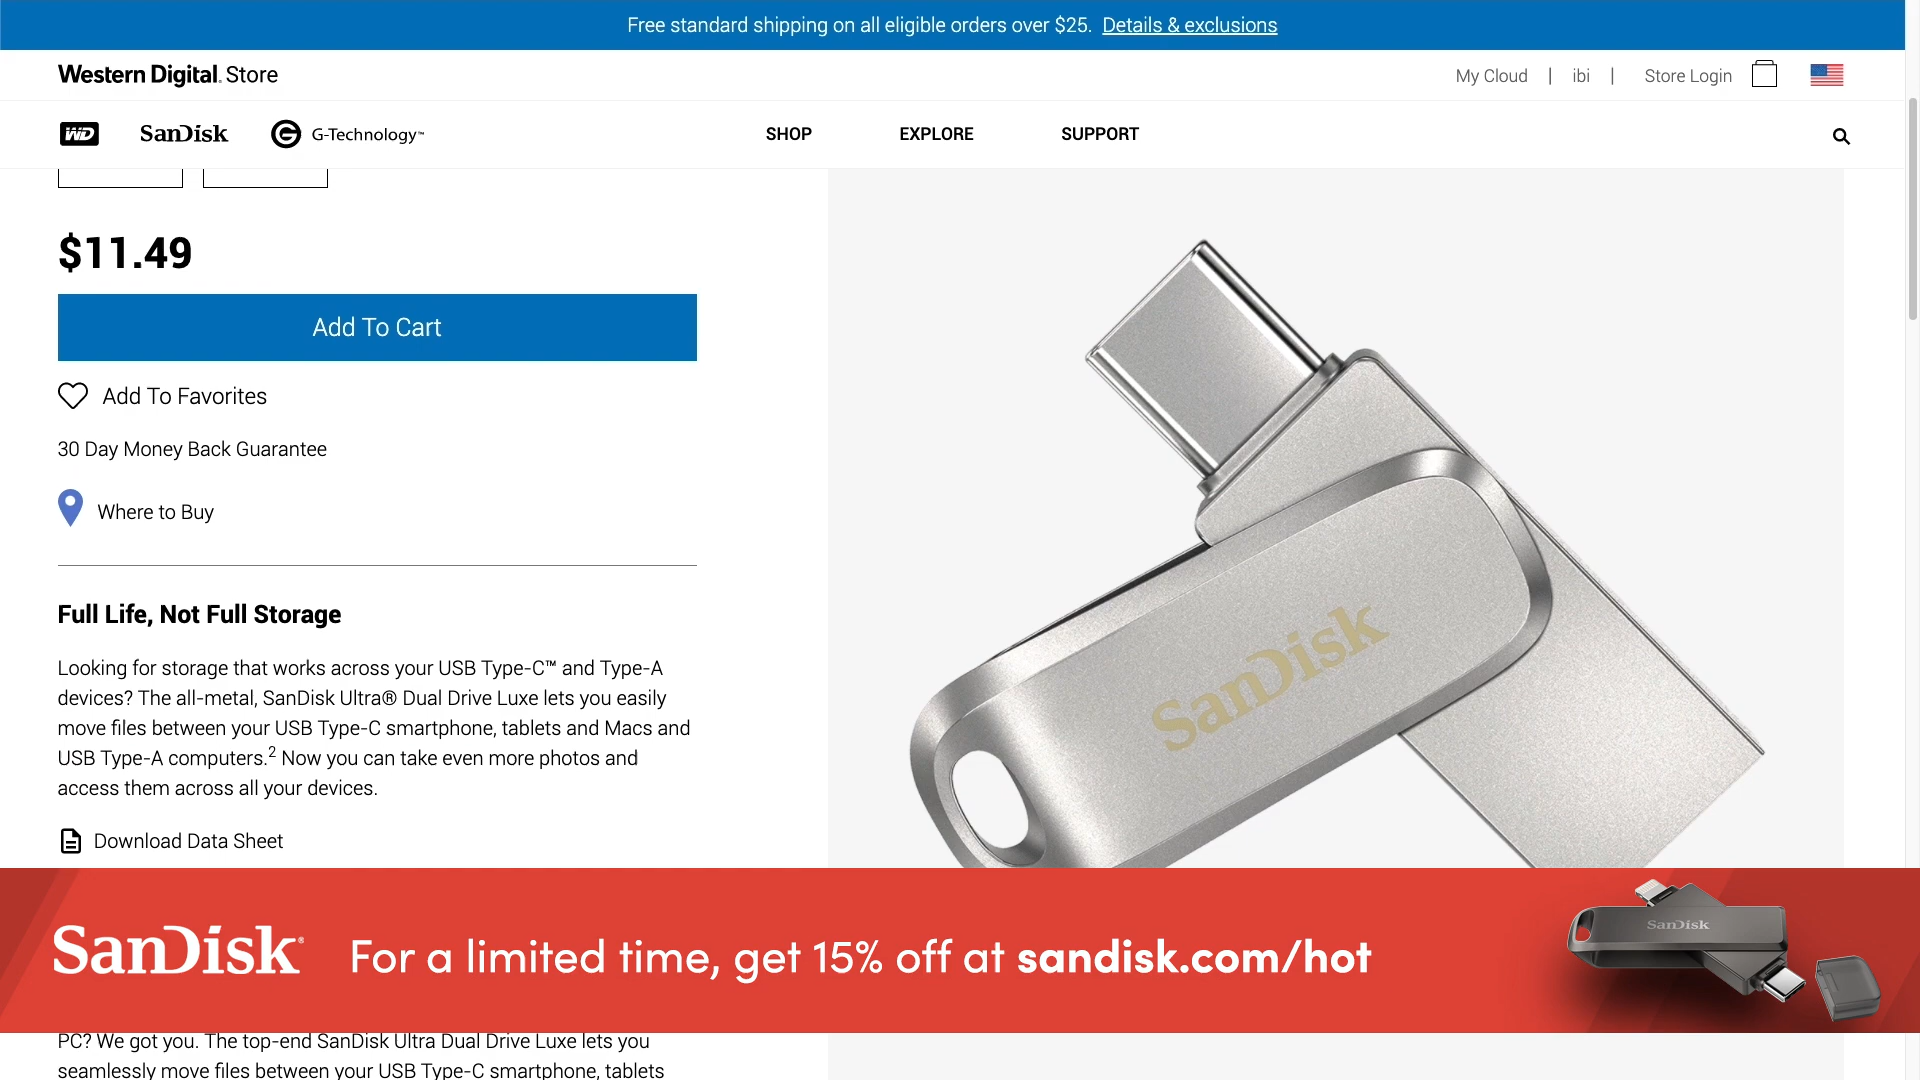 Free standard shipping on all eligible orders over $25. Details & exclusions
Western Digital. Store
My Cloud | ibi | Store Login
WD SanDisk G-Technology™
SHOP EXPLORE SUPPORT
$11.49
Add To Cart
Add To Favorites
30 Day Money Back Guarantee
Where to Buy
Full Life, Not Full Storage
Looking for storage that works across your USB Type-C™ and Type-A
devices? The all-metal, SanDisk Ultra® Dual Drive Luxe lets you easily
move files between your USB Type-C smartphone, tablets and Macs and
USB Type-A computers.2 Now you can take even more photos and
access them across all your devices.
Download Data Sheet
SanDisk
SanDisk® For a limited time, get 15% off at sandisk.com/hot
SanDisk
PC? We got you. The top-end SanDisk Ultra Dual Drive Luxe lets you
seamlessly move files between your USB Type-C smartphone, tablets